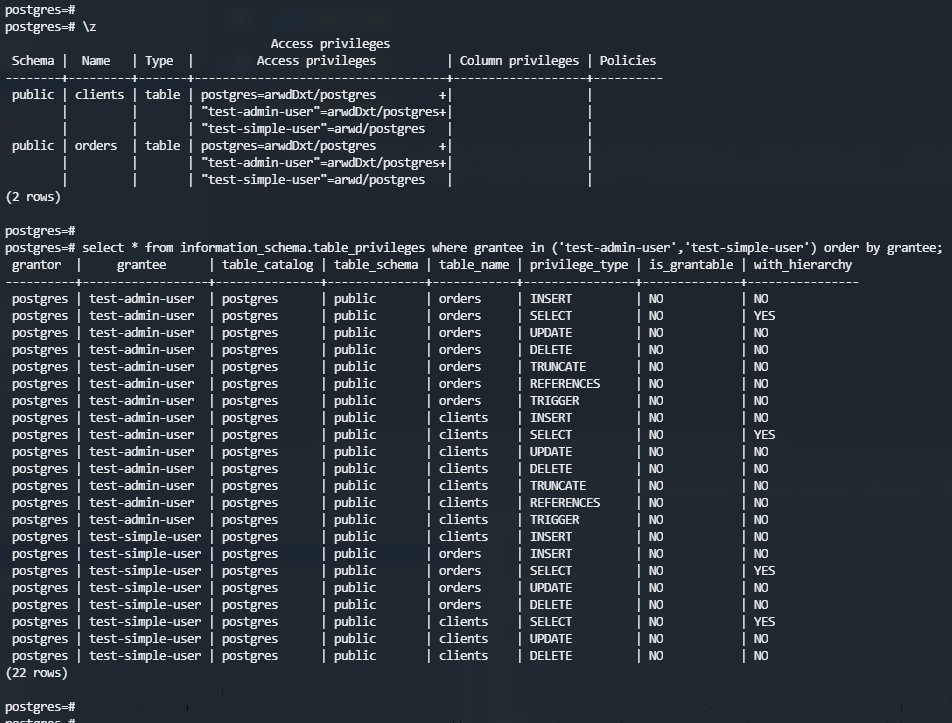 postgres=#
postgres=# \z
                                      Access privileges
 Schema |  Name   | Type  |         Access privileges          | Column privileges | Policies
--------+---------+-------+------------------------------------+-------------------+----------
 public | clients | table | postgres=arwdDxt/postgres         +|                   |
        |         |       | "test-admin-user"=arwdDxt/postgres+|                   |
        |         |       | "test-simple-user"=arwd/postgres   |                   |
 public | orders  | table | postgres=arwdDxt/postgres         +|                   |
        |         |       | "test-admin-user"=arwdDxt/postgres+|                   |
        |         |       | "test-simple-user"=arwd/postgres   |                   |
(2 rows)

postgres=#
postgres=# select * from information_schema.table_privileges where grantee in ('test-admin-user','test-simple-user') order by grantee;
 grantor  |     grantee      | table_catalog | table_schema | table_name | privilege_type | is_grantable | with_hierarchy
----------+------------------+---------------+--------------+------------+----------------+--------------+----------------
 postgres | test-admin-user  | postgres      | public       | orders     | INSERT         | NO           | NO
 postgres | test-admin-user  | postgres      | public       | orders     | SELECT         | NO           | YES
 postgres | test-admin-user  | postgres      | public       | orders     | UPDATE         | NO           | NO
 postgres | test-admin-user  | postgres      | public       | orders     | DELETE         | NO           | NO
 postgres | test-admin-user  | postgres      | public       | orders     | TRUNCATE       | NO           | NO
 postgres | test-admin-user  | postgres      | public       | orders     | REFERENCES     | NO           | NO
 postgres | test-admin-user  | postgres      | public       | orders     | TRIGGER        | NO           | NO
 postgres | test-admin-user  | postgres      | public       | clients    | INSERT         | NO           | NO
 postgres | test-admin-user  | postgres      | public       | clients    | SELECT         | NO           | YES
 postgres | test-admin-user  | postgres      | public       | clients    | UPDATE         | NO           | NO
 postgres | test-admin-user  | postgres      | public       | clients    | DELETE         | NO           | NO
 postgres | test-admin-user  | postgres      | public       | clients    | TRUNCATE       | NO           | NO
 postgres | test-admin-user  | postgres      | public       | clients    | REFERENCES     | NO           | NO
 postgres | test-admin-user  | postgres      | public       | clients    | TRIGGER        | NO           | NO
 postgres | test-simple-user | postgres      | public       | clients    | INSERT         | NO           | NO
 postgres | test-simple-user | postgres      | public       | orders     | INSERT         | NO           | NO
 postgres | test-simple-user | postgres      | public       | orders     | SELECT         | NO           | YES
 postgres | test-simple-user | postgres      | public       | orders     | UPDATE         | NO           | NO
 postgres | test-simple-user | postgres      | public       | orders     | DELETE         | NO           | NO
 postgres | test-simple-user | postgres      | public       | clients    | SELECT         | NO           | YES
 postgres | test-simple-user | postgres      | public       | clients    | UPDATE         | NO           | NO
 postgres | test-simple-user | postgres      | public       | clients    | DELETE         | NO           | NO
(22 rows)

postgres=#
postgres=#